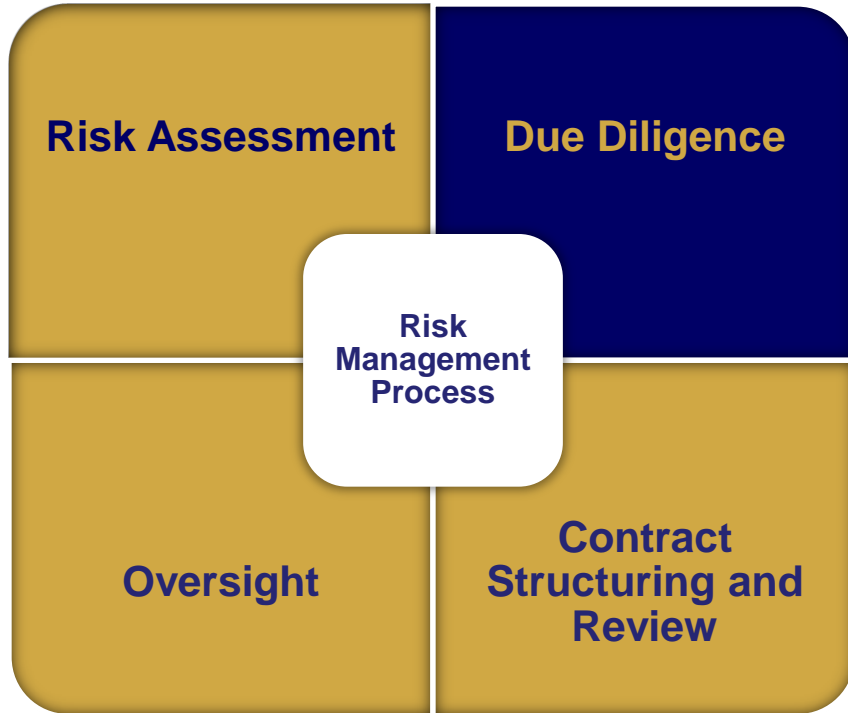 Risk Assessment
Due Diligence
Risk
Management
Process
Oversight
Contract
Structuring and
Review